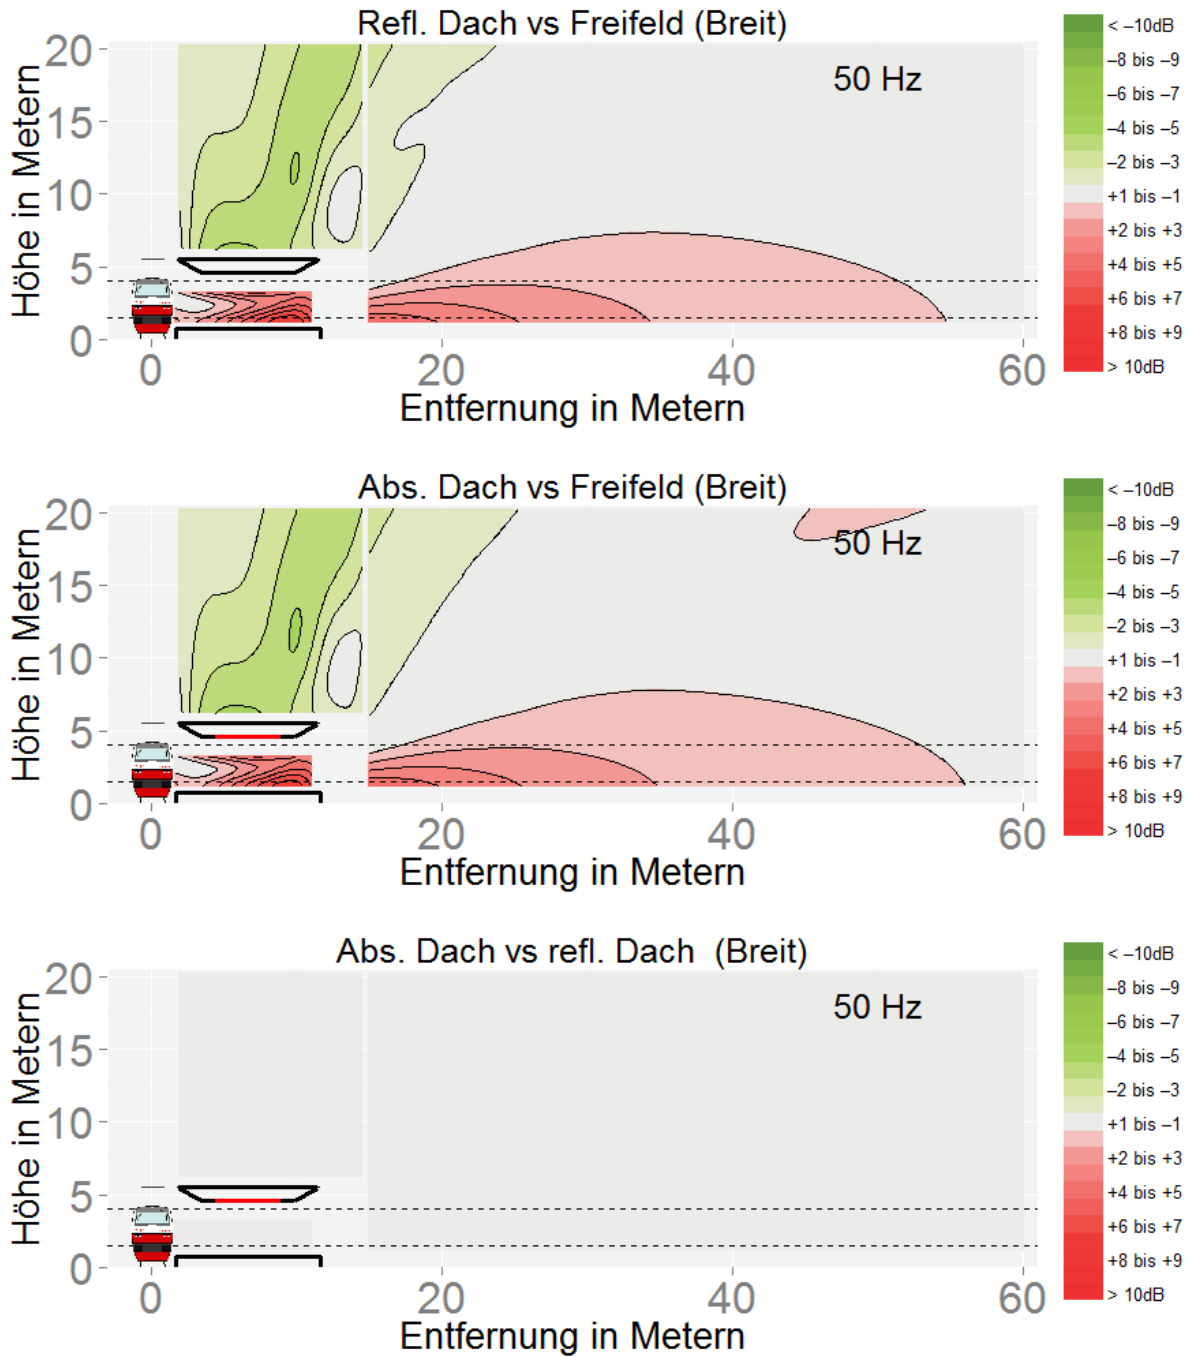 Refl. Dach vs Freifeld (Breit)
50 Hz
Höhe in Metern
20
15
10
5
0
0
20
40
60
Entfernung in Metern
< –10dB
–8 bis –9
–6 bis –7
–4 bis –5
–2 bis –3
+1 bis –1
+2 bis +3
+4 bis +5
+6 bis +7
+8 bis +9
> 10dB
Abs. Dach vs Freifeld (Breit)
50 Hz
Höhe in Metern
20
15
10
5
0
0
20
40
60
Entfernung in Metern
< –10dB
–8 bis –9
–6 bis –7
–4 bis –5
–2 bis –3
+1 bis –1
+2 bis +3
+4 bis +5
+6 bis +7
+8 bis +9
> 10dB
Abs. Dach vs refl. Dach  (Breit)
50 Hz
Höhe in Metern
20
15
10
5
0
0
20
40
60
Entfernung in Metern
< –10dB
–8 bis –9
–6 bis –7
–4 bis –5
–2 bis –3
+1 bis –1
+2 bis +3
+4 bis +5
+6 bis +7
+8 bis +9
> 10dB